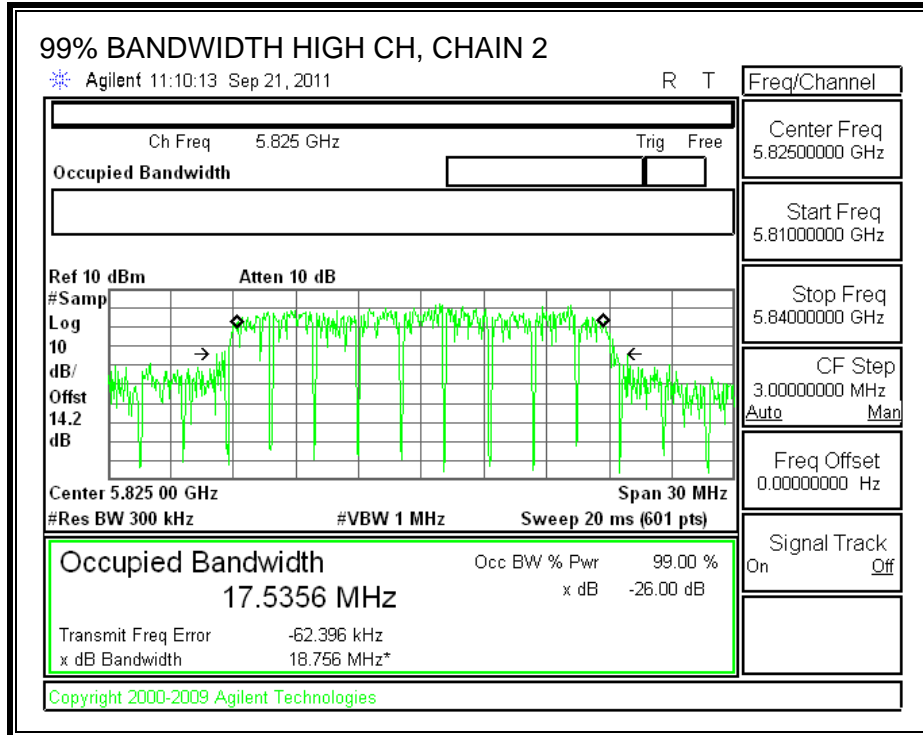 99% BANDWIDTH HIGH CH, CHAIN 2
Agilent 11:10:13 Sep 21, 2011 R T
Freq/Channel
Ch Freq 5.825 GHz Trig Free
Occupied Bandwidth
Center Freq
5.82500000 GHz
Start Freq
5.81000000 GHz
Stop Freq
5.84000000 GHz
CF Step
3.00000000 MHz
Auto Man
Freq Offset
0.00000000 Hz
Signal Track
On Off
Ref 10 dBm Atten 10 dB
#Samp
Log
10
dB/
Offst
14.2
dB
Center 5.825 00 GHz Span 30 MHz
#Res BW 300 kHz #VBW 1 MHz Sweep 20 ms (601 pts)
Occupied Bandwidth
17.5356 MHz
Occ BW % Pwr 99.00 %
x dB -26.00 dB
Transmit Freq Error -62.396 kHz
x dB Bandwidth 18.756 MHz*
Copyright 2000-2009 Agilent Technologies